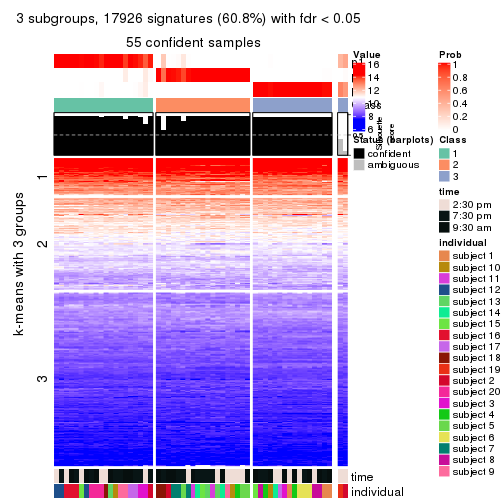 3 subgroups, 17926 signatures (60.8%) with fdr < 0.05
55 confident samples
k-means with 3 groups
1
2
3
Value
16
14
12
10
8
6
Status (barplots)
confident
ambiguous
Prob
1
0.8
0.6
0.4
0.2
0
Class
1
2
3
time
2:30 pm
7:30 pm
9:30 am
individual
subject 1
subject 10
subject 11
subject 12
subject 13
subject 14
subject 15
subject 16
subject 17
subject 18
subject 19
subject 2
subject 20
subject 3
subject 4
subject 5
subject 6
subject 7
subject 8
subject 9
time
individual